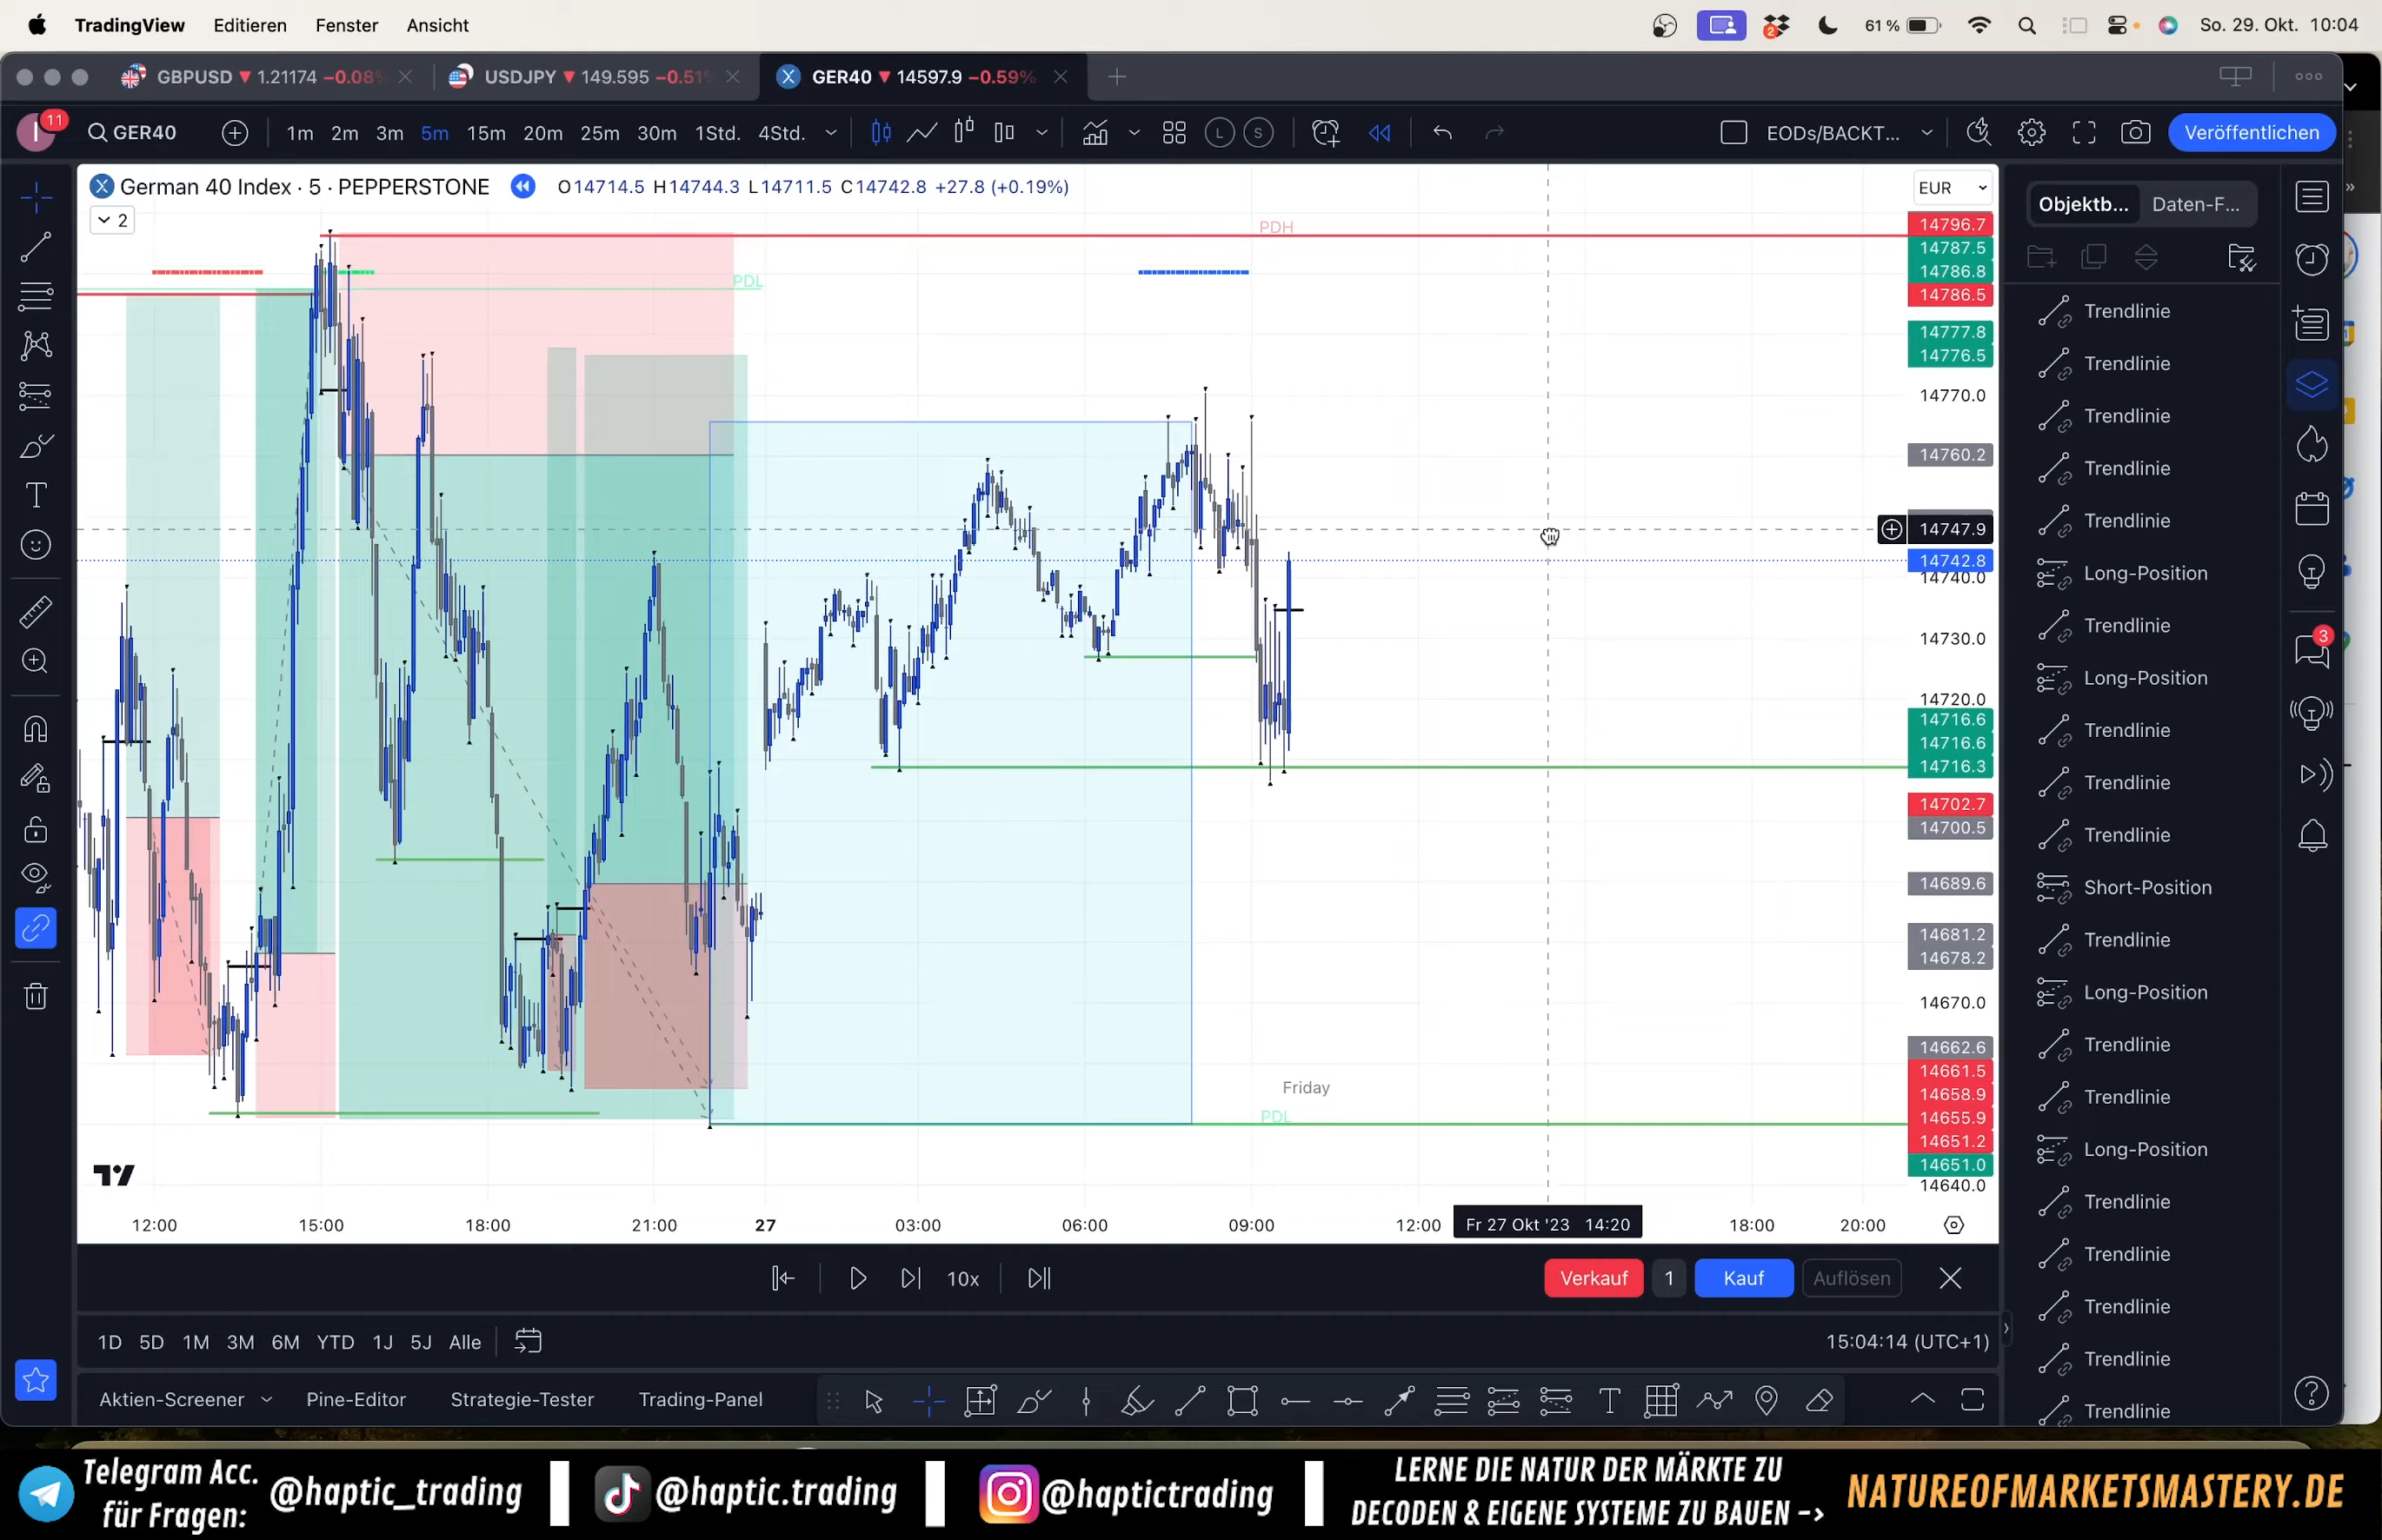 TradingView Editieren Fenster Ansicht 2 61 % So. 29. Okt. 10:04
GBPUSD 1.21174 −0.08% USDJPY 149.595 −0.51% GER40 14597.9 −0.59%
11 GER40 1m 2m 3m 5m 15m 20m 25m 30m 1Std. 4Std. L S EODs/BACKT... Veröffentlichen
German 40 Index · 5 · PEPPERSTONE O14714.5 H14744.3 L14711.5 C14742.8 +27.8 (+0.19%)
EUR
2
Objektb... Daten-F...
PDH
PDL
14796.7
14787.5
14786.8
14786.5
14777.8
14776.5
14770.0
14760.2
14747.9
14742.8
14740.0
14730.0
14720.0
14716.6
14716.6
14716.3
14702.7
14700.5
14689.6
14681.2
14678.2
14670.0
14662.6
14661.5
14658.9
14655.9
14651.2
14651.0
14640.0
Friday
PDL
Trendlinie
Trendlinie
Trendlinie
Trendlinie
Trendlinie
Long-Position
Trendlinie
Long-Position
Trendlinie
Trendlinie
Trendlinie
Short-Position
Trendlinie
Long-Position
Trendlinie
Trendlinie
Long-Position
Trendlinie
Trendlinie
Trendlinie
Trendlinie
Trendlinie
3
12:00 15:00 18:00 21:00 27 03:00 06:00 09:00 12:00 Fr 27 Okt '23 14:20 18:00 20:00
10x Verkauf 1 Kauf Auflösen
1D 5D 1M 3M 6M YTD 1J 5J Alle 15:04:14 (UTC+1)
Aktien-Screener Pine-Editor Strategie-Tester Trading-Panel
Telegram Acc.
für Fragen:
@haptic_trading
@haptic.trading
@haptictrading
LERNE DIE NATUR DER MÄRKTE ZU
DECODEN & EIGENE SYSTEME ZU BAUEN –>
NATUREOFMARKETSMASTERY.DE